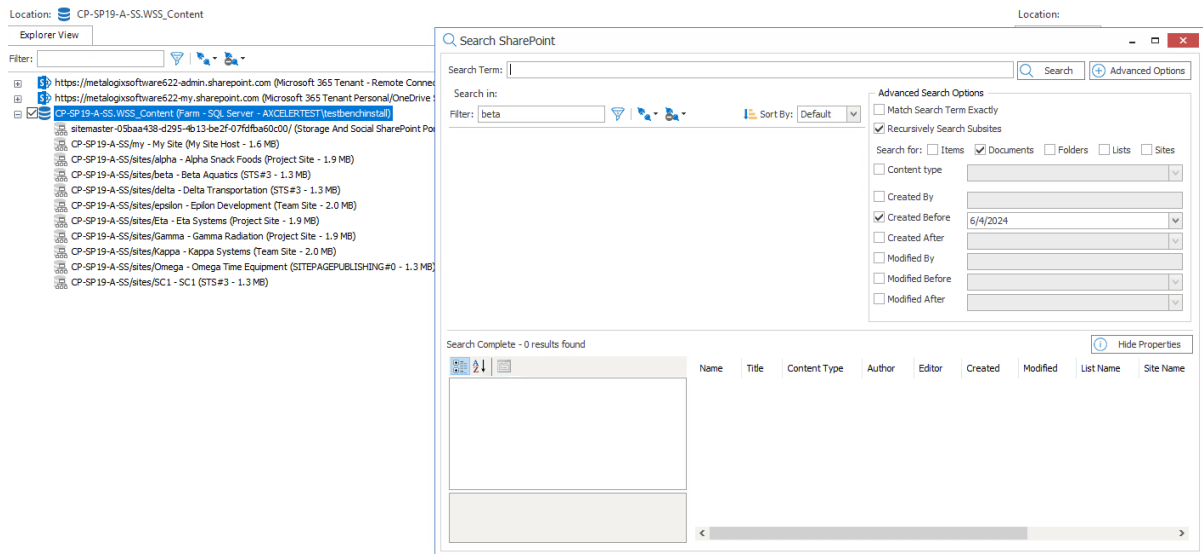 Location: CP-SP19-A-SS.WSS_Content
Location:
Explorer View
Filter:
https://metalogixsoftware622-admin.sharepoint.com (Microsoft 365 Tenant - Remote Connec
https://metalogixsoftware622-my.sharepoint.com (Microsoft 365 Tenant Personal/OneDrive
CP-SP19-A-SS.WSS_Content (Farm - SQL Server - AXCELERTEST\testbenchinstall)
sitemaster-05baa438-d295-4b13-be2f-07fdfba60c00/ (Storage And Social SharePoint Po
CP-SP19-A-SS/my - My Site (My Site Host - 1.6 MB)
CP-SP19-A-SS/sites/alpha - Alpha Snack Foods (Project Site - 1.9 MB)
CP-SP19-A-SS/sites/beta - Beta Aquatics (STS#3 - 1.3 MB)
CP-SP19-A-SS/sites/delta - Delta Transportation (STS#3 - 1.3 MB)
CP-SP19-A-SS/sites/epsilon - Epilon Development (Team Site - 2.0 MB)
CP-SP19-A-SS/sites/Eta - Eta Systems (Project Site - 1.9 MB)
CP-SP19-A-SS/sites/Gamma - Gamma Radiation (Project Site - 1.9 MB)
CP-SP19-A-SS/sites/Kappa - Kappa Systems (Team Site - 2.0 MB)
CP-SP19-A-SS/sites/Omega - Omega Time Equipment (SITEPAGEPUBLISHING#0 - 1.3 MB)
CP-SP19-A-SS/sites/SC1 - SC1 (STS#3 - 1.3 MB)
Search SharePoint
Search Term:
Search
Advanced Options
Search in:
Filter: beta
Sort By: Default
Advanced Search Options
Match Search Term Exactly
Recursively Search Subsites
Search for: Items Documents Folders Lists Sites
Content type
Created By
Created Before 6/4/2024
Created After
Modified By
Modified Before
Modified After
Search Complete - 0 results found
Hide Properties
Name Title Content Type Author Editor Created Modified List Name Site Name